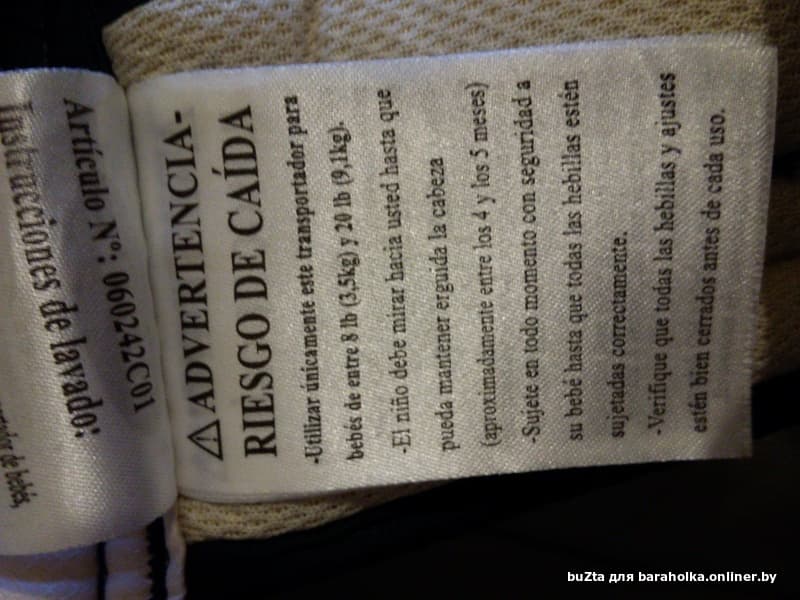 ⚠ADVERTENCIA-
RIESGO DE CAÍDA
-Utilizar únicamente este transportador para
bebés de entre 8 lb (3,5kg) y 20 lb (9,1kg).
-El niño debe mirar hacia usted hasta que
pueda mantener erguida la cabeza
(aproximadamente entre los 4 y los 5 meses)
-Sujete en todo momento con seguridad a
su bebé hasta que todas las hebillas estén
sujetadas correctamente.
-Verifique que todas las hebillas y ajustes
estén bien cerrados antes de cada uso.
Artículo Nº: 060242C01
Instrucciones de lavado:
de bebés,
buZta для baraholka.onliner.by